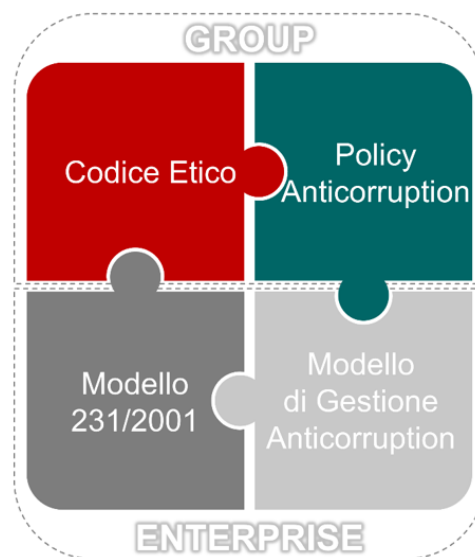 GROUP
Codice Etico
Policy
Anticorruption
Modello
231/2001
Modello
di Gestione
Anticorruption
ENTERPRISE